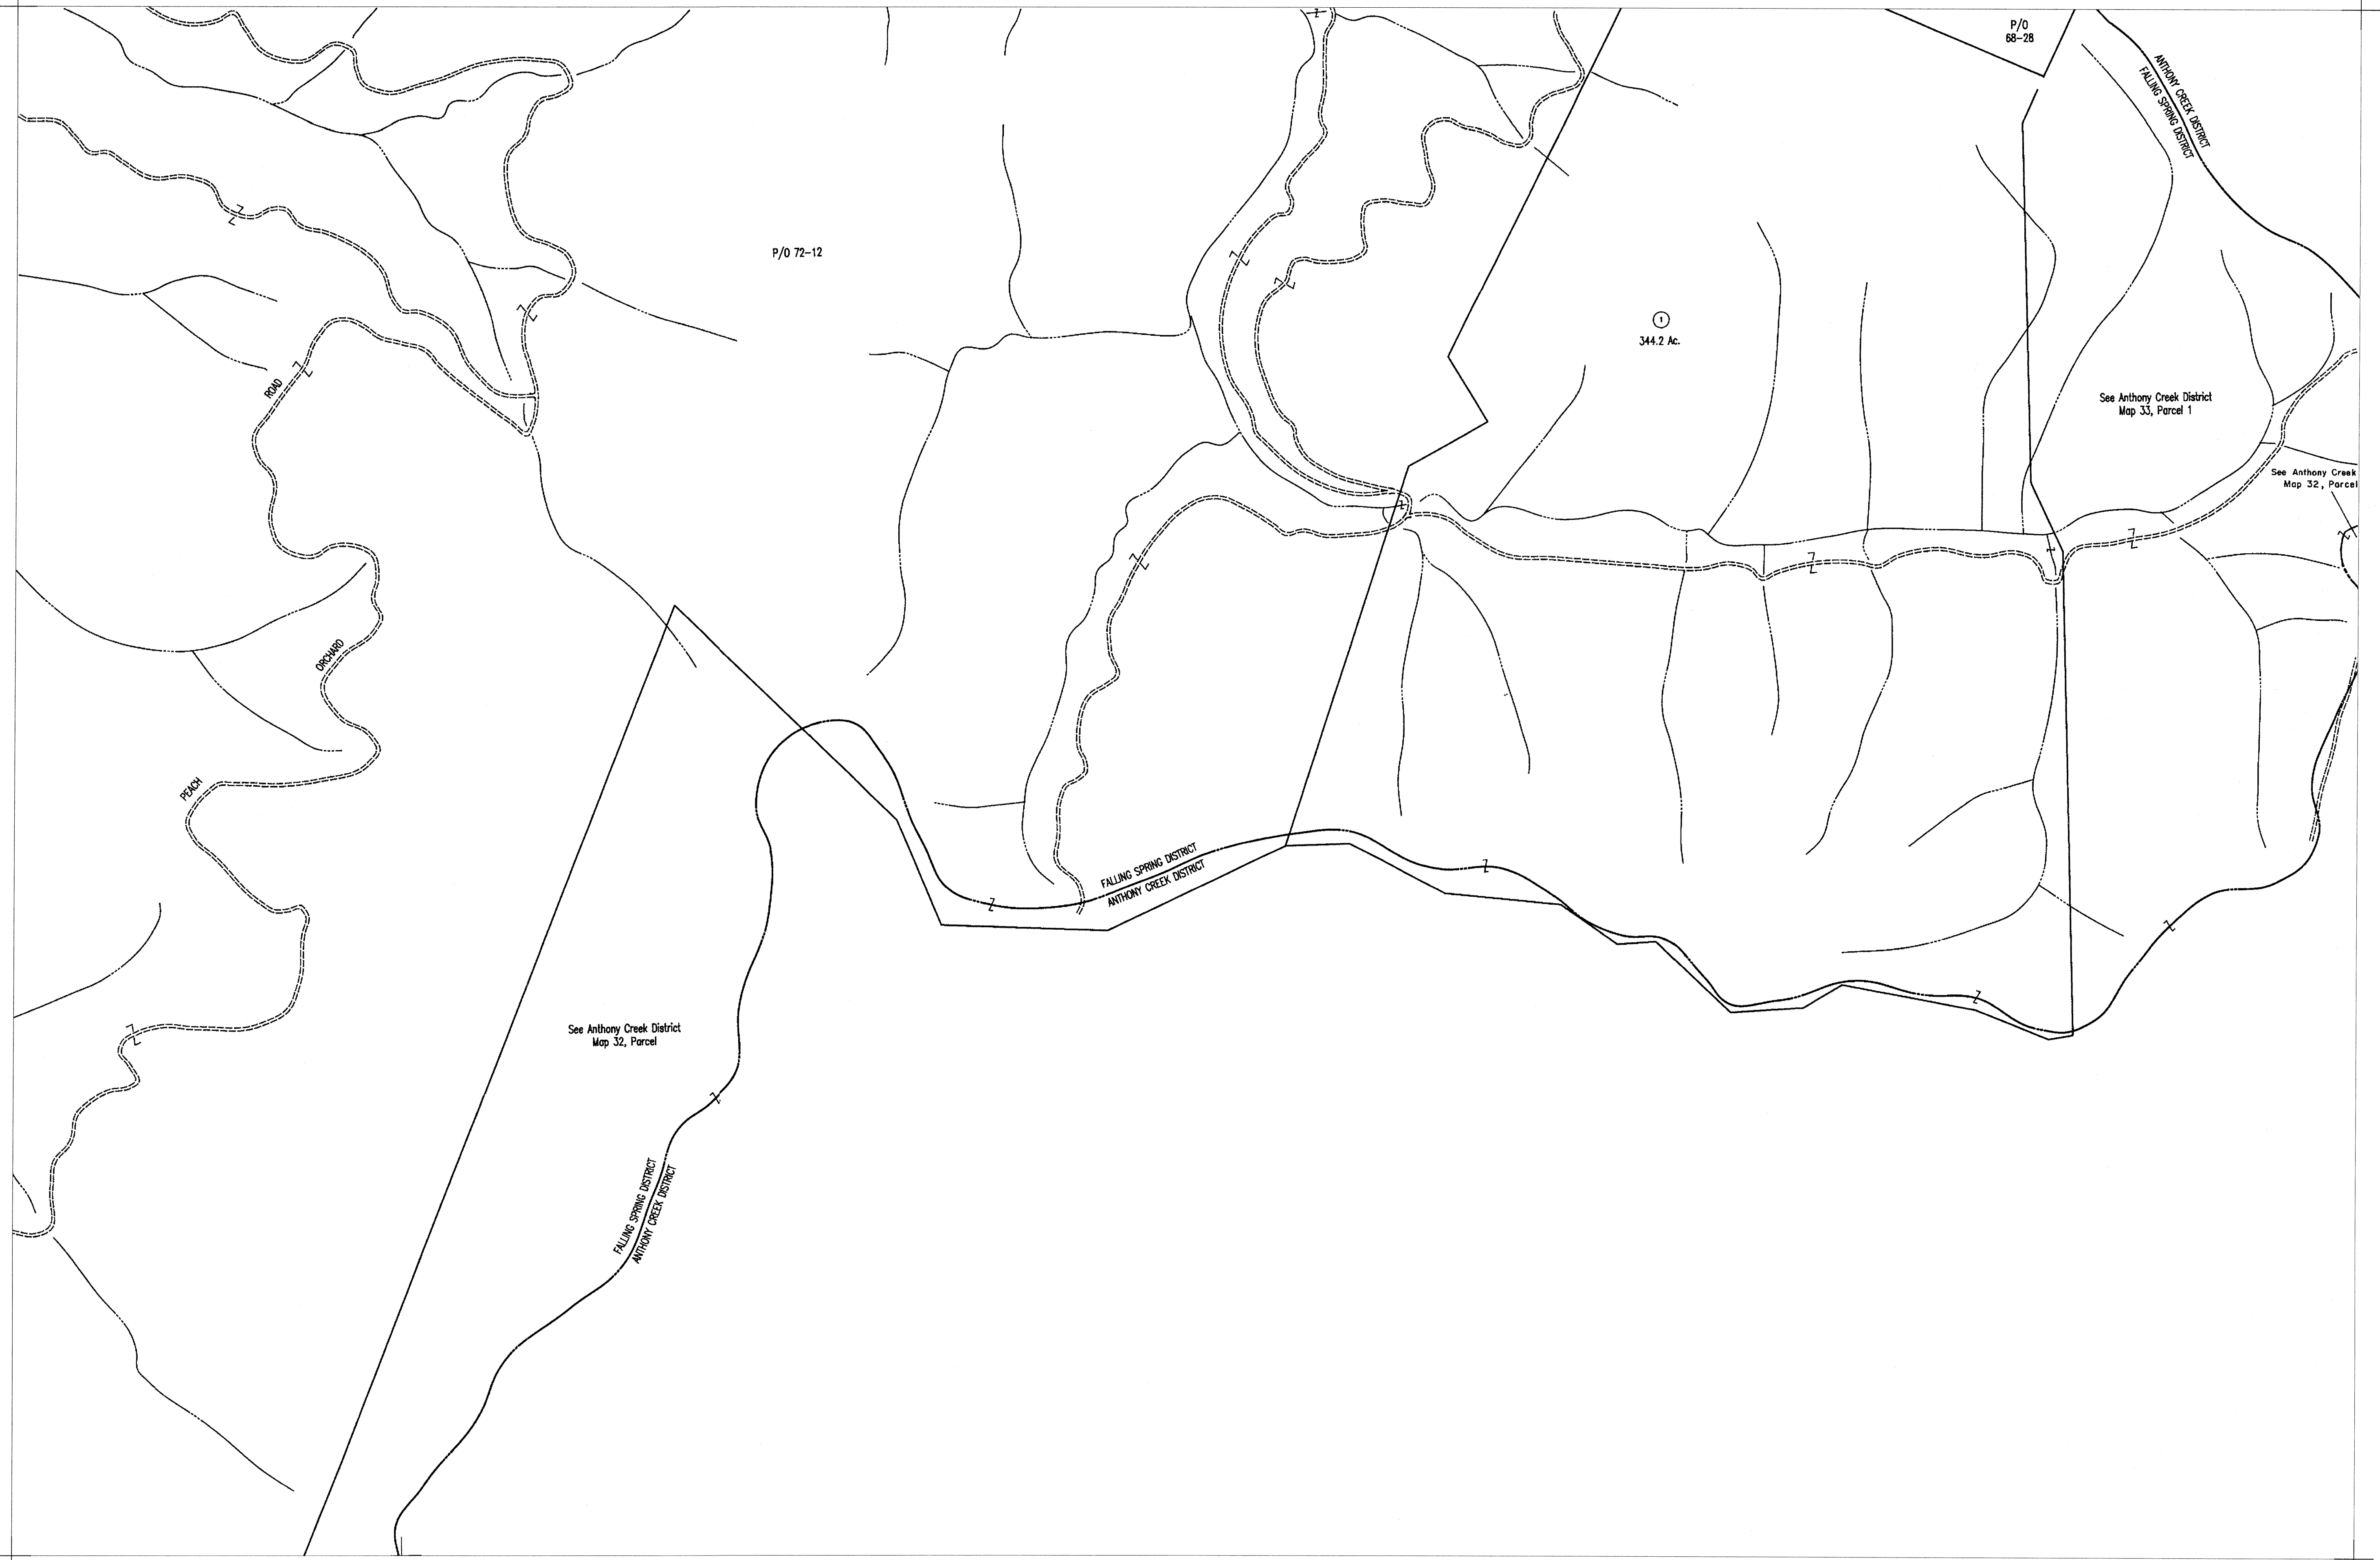 P/O
68-28
ANTHONY CREEK DISTRICT
FALLING SPRING DISTRICT
P/O 72-12
1
344.2 Ac.
ROAD
See Anthony Creek District
Map 33, Parcel 1
See Anthony Creek
Map 32, Parcel
ORCHARD
PEACH
FALLING SPRING DISTRICT
ANTHONY CREEK DISTRICT
See Anthony Creek District
Map 32, Parcel
FALLING SPRING DISTRICT
ANTHONY CREEK DISTRICT